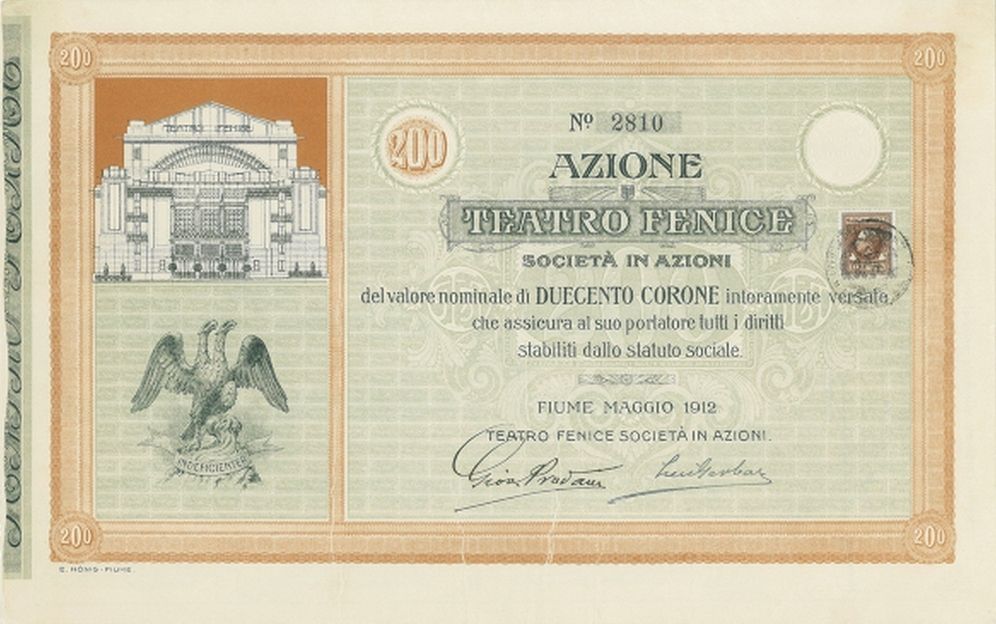 200
200
TEATRO FENICE
200
Nº 2810
AZIONE
TEATRO FENICE
SOCIETÀ IN AZIONI
del valore nominale di DUECENTO CORONE interamente versate,
che assicura al suo portatore tutti i diritti
stabiliti dallo statuto sociale.
INDEFICIENTER
FIUME MAGGIO 1912
TEATRO FENICE SOCIETÀ IN AZIONI.
200
200
E. HONIG-FIUME.